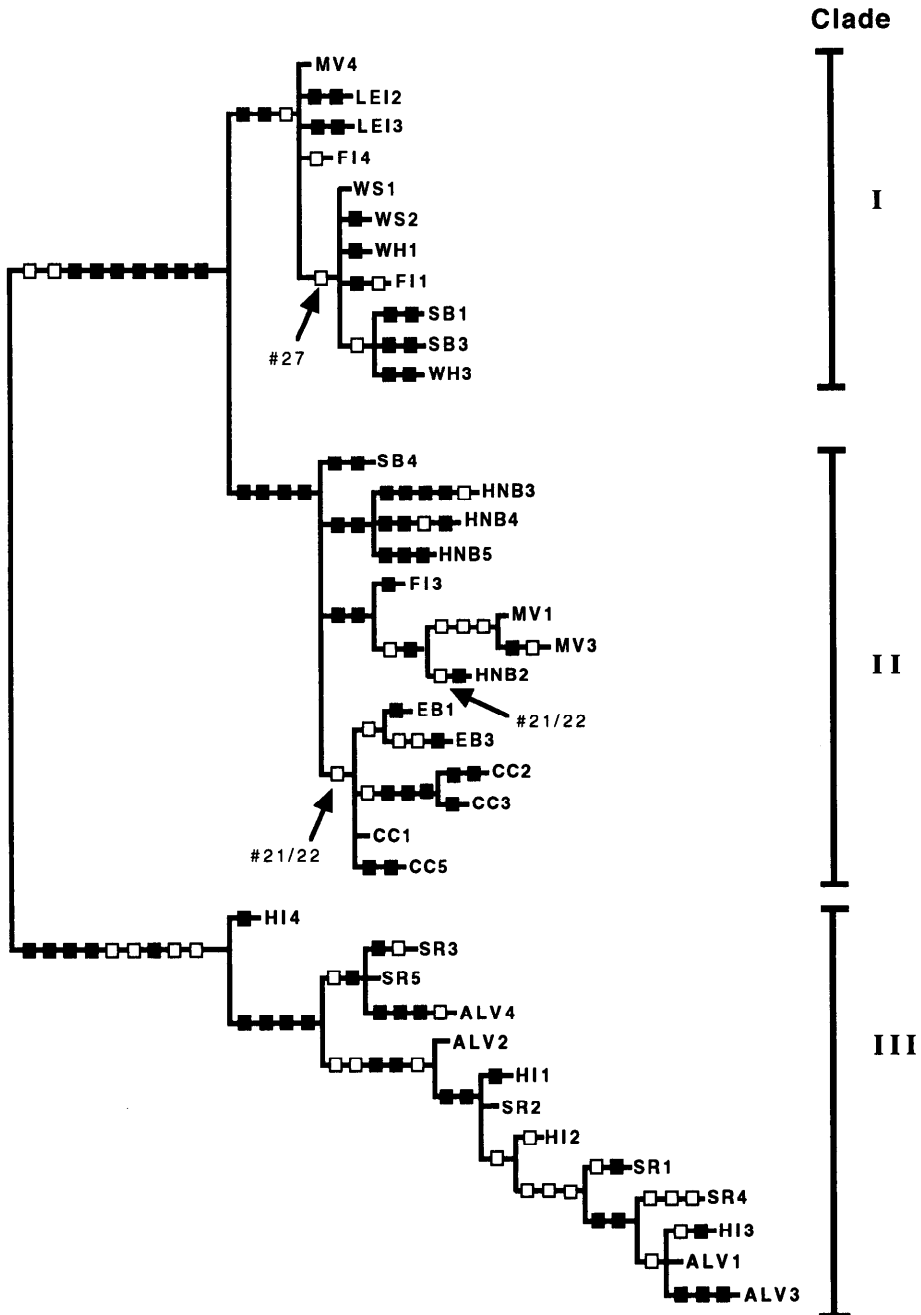 Clade
MV4
LEI2
LEI3
FI4
WS1
WS2
WH1
FI1
SB1
SB3
WH3
#27
I
SB4
HNB3
HNB4
HNB5
FI3
MV1
MV3
HNB2
#21/22
EB1
EB3
CC2
CC3
CC1
CC5
#21/22
II
HI4
SR3
SR5
ALV4
ALV2
HI1
SR2
HI2
SR1
SR4
HI3
ALV1
ALV3
III